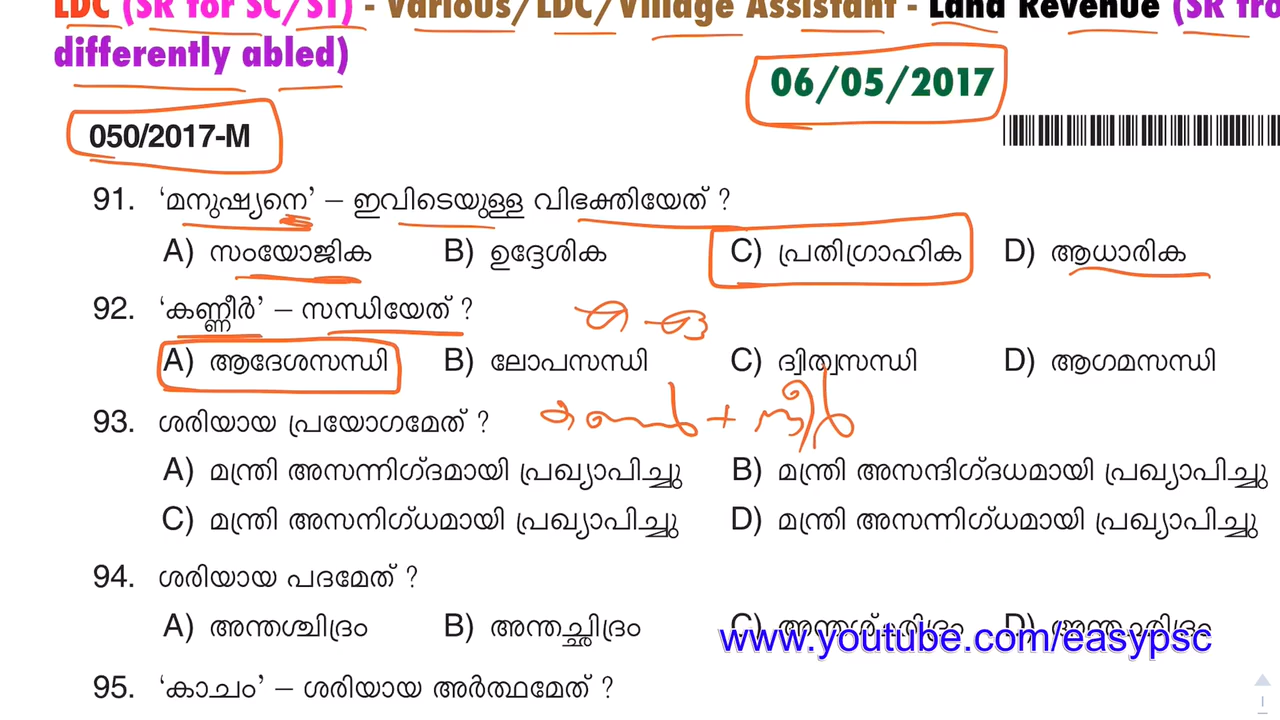 LDC (SR for SC/ST) - Various/LDC/Village Assistant - Land Revenue (SR
differently abled)
06/05/2017
050/2017-M
91. ‘മനുഷ്യനെ’ – ഇവിടെയുള്ള വിഭക്തിയേത് ?
A) സംയോജിക B) ഉദ്ദേശിക C) പ്രതിഗ്രാഹിക D) ആധാരിക
92. ‘കണ്ണീർ’ – സന്ധിയേത് ?
A) ആദേശസന്ധി B) ലോപസന്ധി C) ദ്വിത്വസന്ധി D) ആഗമസന്ധി
93. ശരിയായ പ്രയോഗമേത് ?
കൺ + നീർ
A) മന്ത്രി അസന്നിഗ്ദമായി പ്രഖ്യാപിച്ചു B) മന്ത്രി അസന്ദിഗ്ദധമായി പ്രഖ്യാപിച്ചു
C) മന്ത്രി അസനിഗ്ധമായി പ്രഖ്യാപിച്ചു D) മന്ത്രി അസന്നിഗ്ധമായി പ്രഖ്യാപിച്ചു
94. ശരിയായ പദമേത് ?
A) അന്തശ്ചിദ്രം B) അന്തച്ഛിദ്രം C) D)
www.youtube.com/easypsc
95. ‘കാചം’ – ശരിയായ അർത്ഥമേത് ?